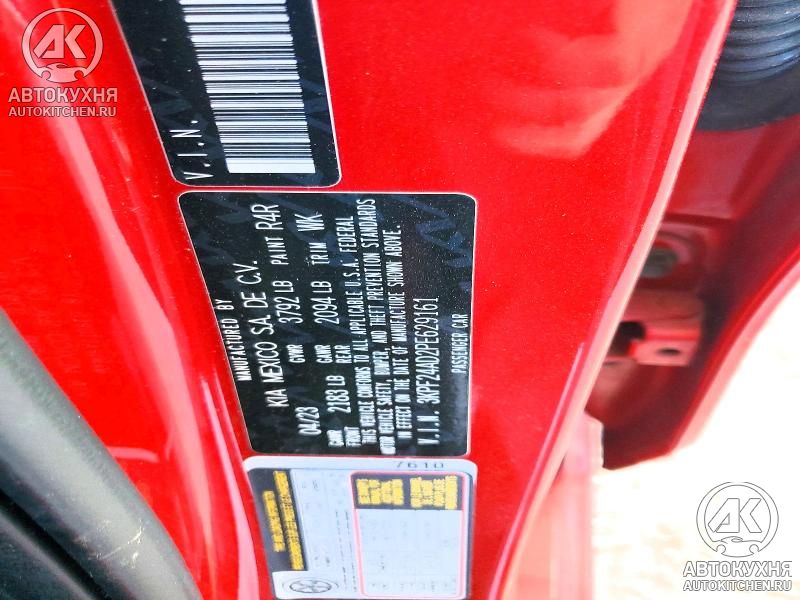 AK
АВТОКУХНЯ
AUTOKITCHEN.RU
V.I.N.
MANUFACTURED BY
KIA MEXICO S.A. DE C.V.
04/23 GVWR 3792 LB PAINT R4R
GAWR 2183 LB GAWR 2094 LB TRIM WK
FRONT REAR
THIS VEHICLE CONFORMS TO ALL APPLICABLE U.S.A. FEDERAL
MOTOR VEHICLE SAFETY, BUMPER, AND THEFT PREVENTION STANDARDS
IN EFFECT ON THE DATE OF MANUFACTURE SHOWN ABOVE.
V.I.N. 3KPF24AD2PE629161
PASSENGER CAR
7610
AK
АВТОКУХНЯ
AUTOKITCHEN.RU